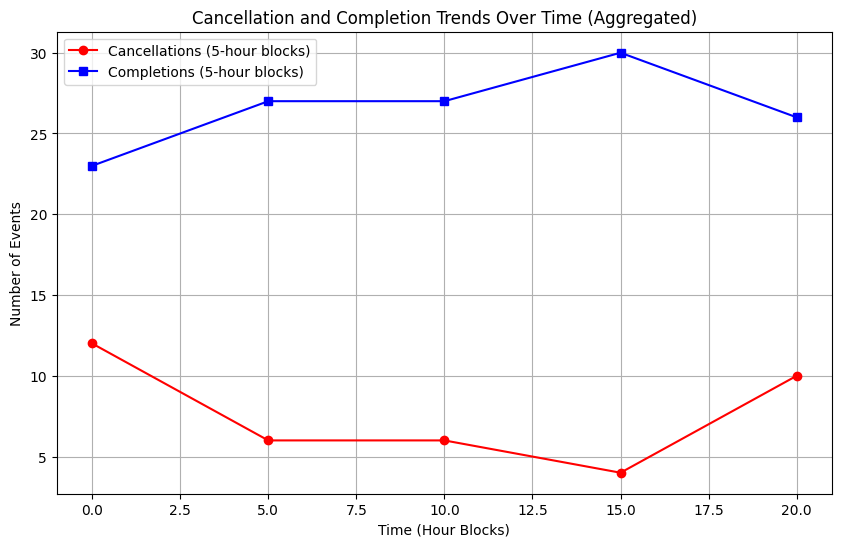 Cancellation and Completion Trends Over Time (Aggregated)
Cancellations (5-hour blocks)
Completions (5-hour blocks)
Number of Events
30
25
20
15
10
5
0.0 2.5 5.0 7.5 10.0 12.5 15.0 17.5 20.0
Time (Hour Blocks)